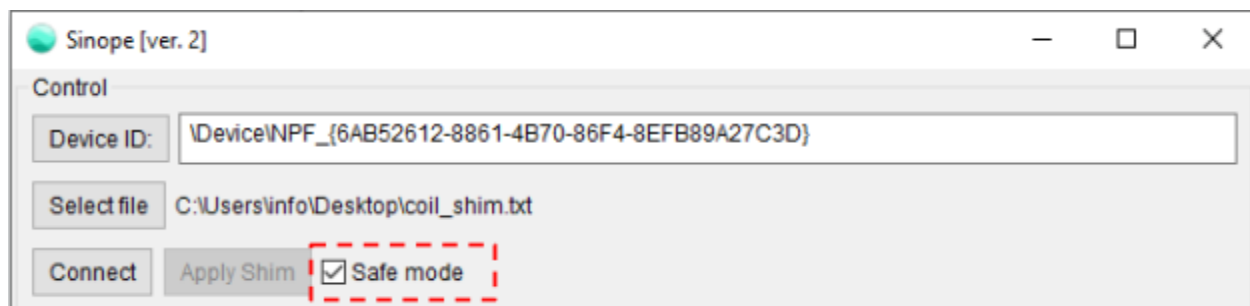 Sinope [ver. 2]
Control
Device ID: \Device\NPF_{6AB52612-8861-4B70-86F4-8EFB89A27C3D}
Select file C:\Users\info\Desktop\coil_shim.txt
Connect Apply Shim Safe mode